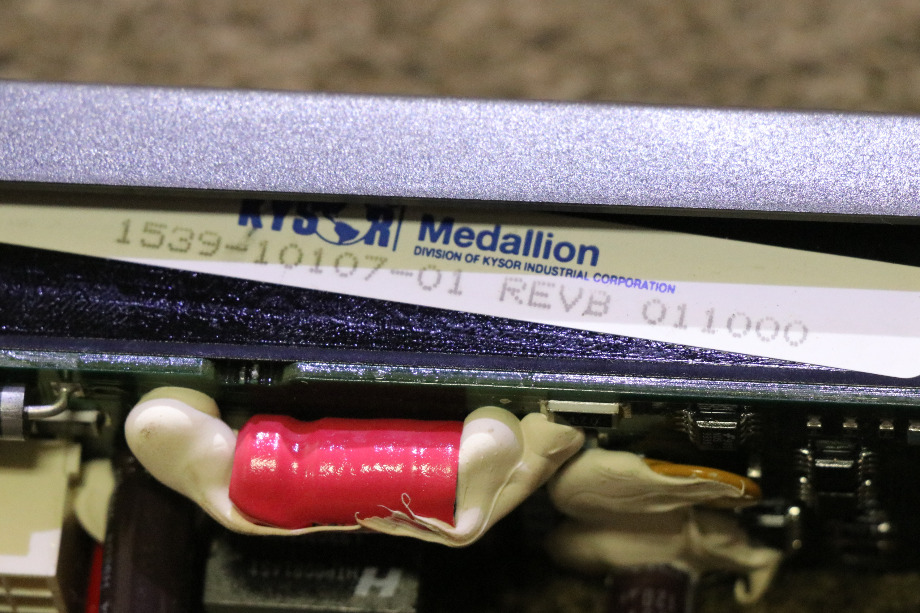 KYSOR Medallion
DIVISION OF KYSOR INDUSTRIAL CORPORATION
1539-10107-01 REVB 011000
H